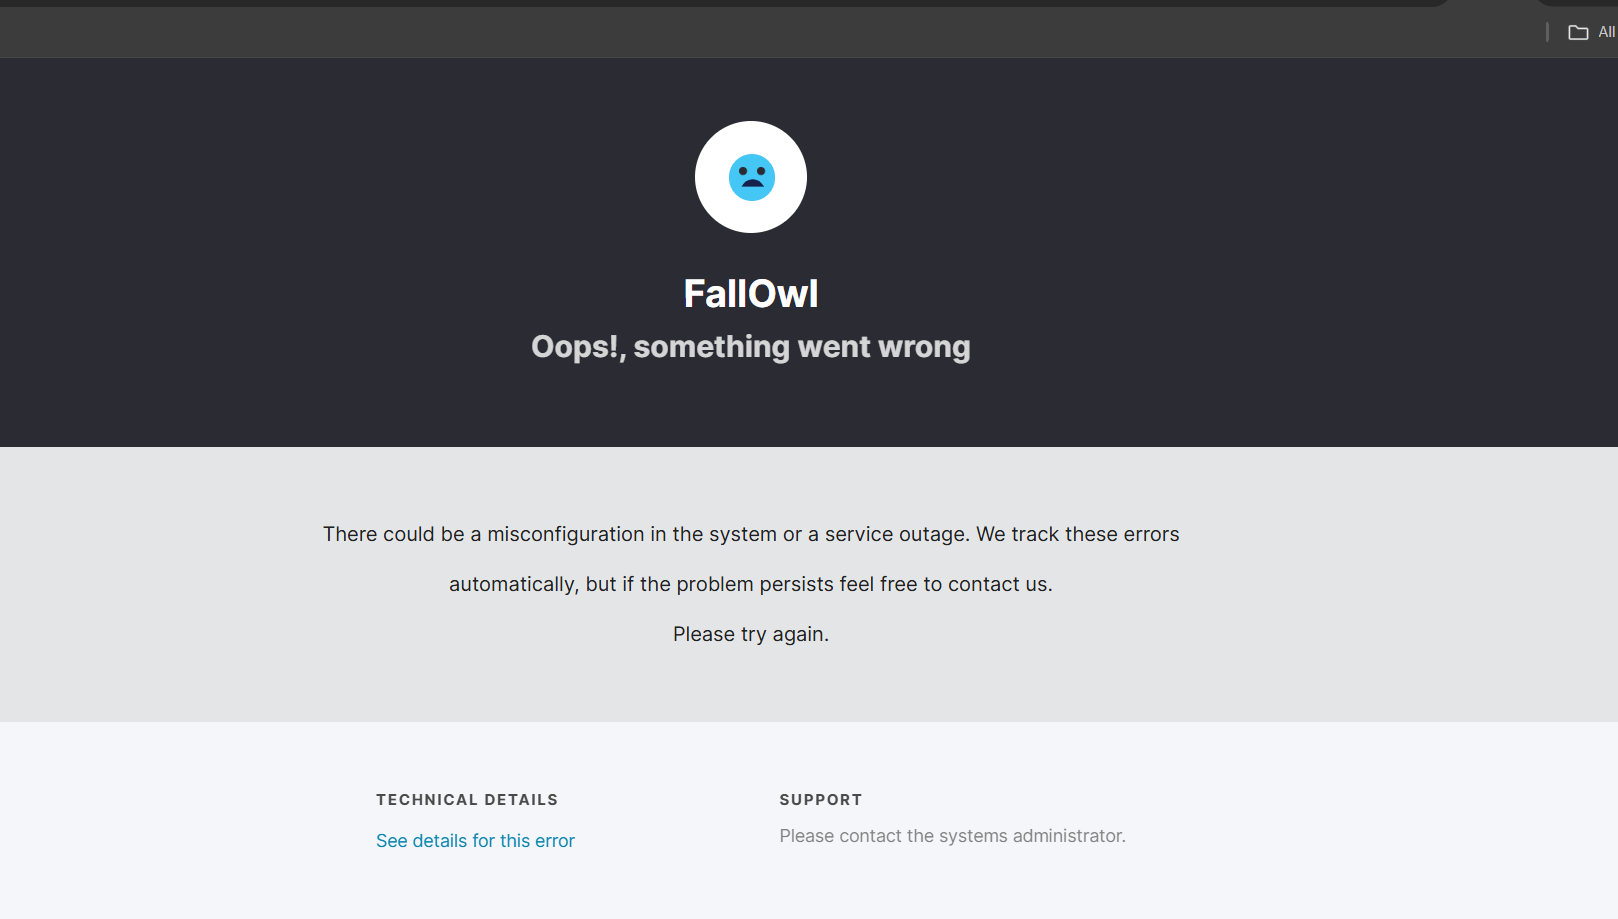 All
FallOwl
Oops!, something went wrong
There could be a misconfiguration in the system or a service outage. We track these errors
automatically, but if the problem persists feel free to contact us.
Please try again.
TECHNICAL DETAILS
SUPPORT
See details for this error
Please contact the systems administrator.